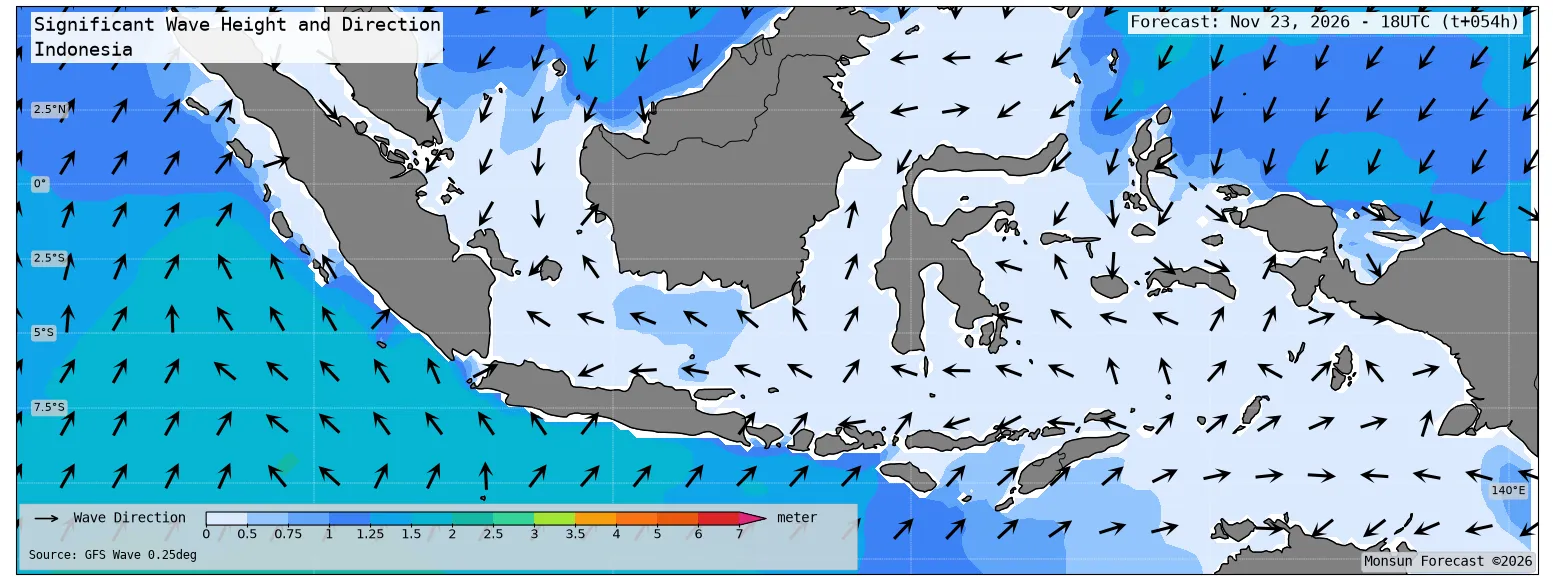 Significant Wave Height and Direction
Indonesia
Forecast: Nov 23, 2026 - 18UTC (t+054h)
2.5°N
0°
2.5°S
5°S
7.5°S
140°E
Wave Direction
0 0.5 0.75 1 1.25 1.5 2 2.5 3 3.5 4 5 6 7
meter
Source: GFS Wave 0.25deg
Monsun Forecast ©2026